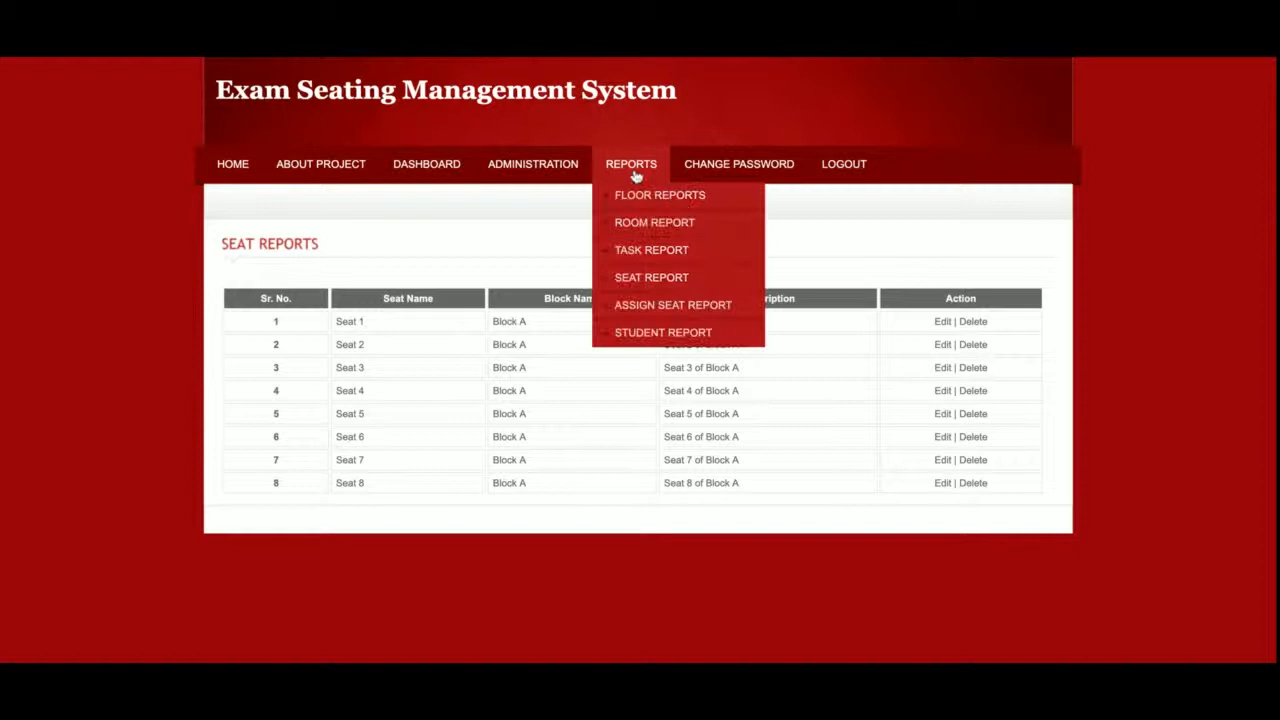 Exam Seating Management System
HOME ABOUT PROJECT DASHBOARD ADMINISTRATION REPORTS CHANGE PASSWORD LOGOUT
FLOOR REPORTS
ROOM REPORT
TASK REPORT
SEAT REPORT
ASSIGN SEAT REPORT
STUDENT REPORT
SEAT REPORTS
Sr. No. Seat Name Block Action
1 Seat 1 Block A Edit | Delete
2 Seat 2 Block A Edit | Delete
3 Seat 3 Block A Seat 3 of Block A Edit | Delete
4 Seat 4 Block A Seat 4 of Block A Edit | Delete
5 Seat 5 Block A Seat 5 of Block A Edit | Delete
6 Seat 6 Block A Seat 6 of Block A Edit | Delete
7 Seat 7 Block A Seat 7 of Block A Edit | Delete
8 Seat 8 Block A Seat 8 of Block A Edit | Delete